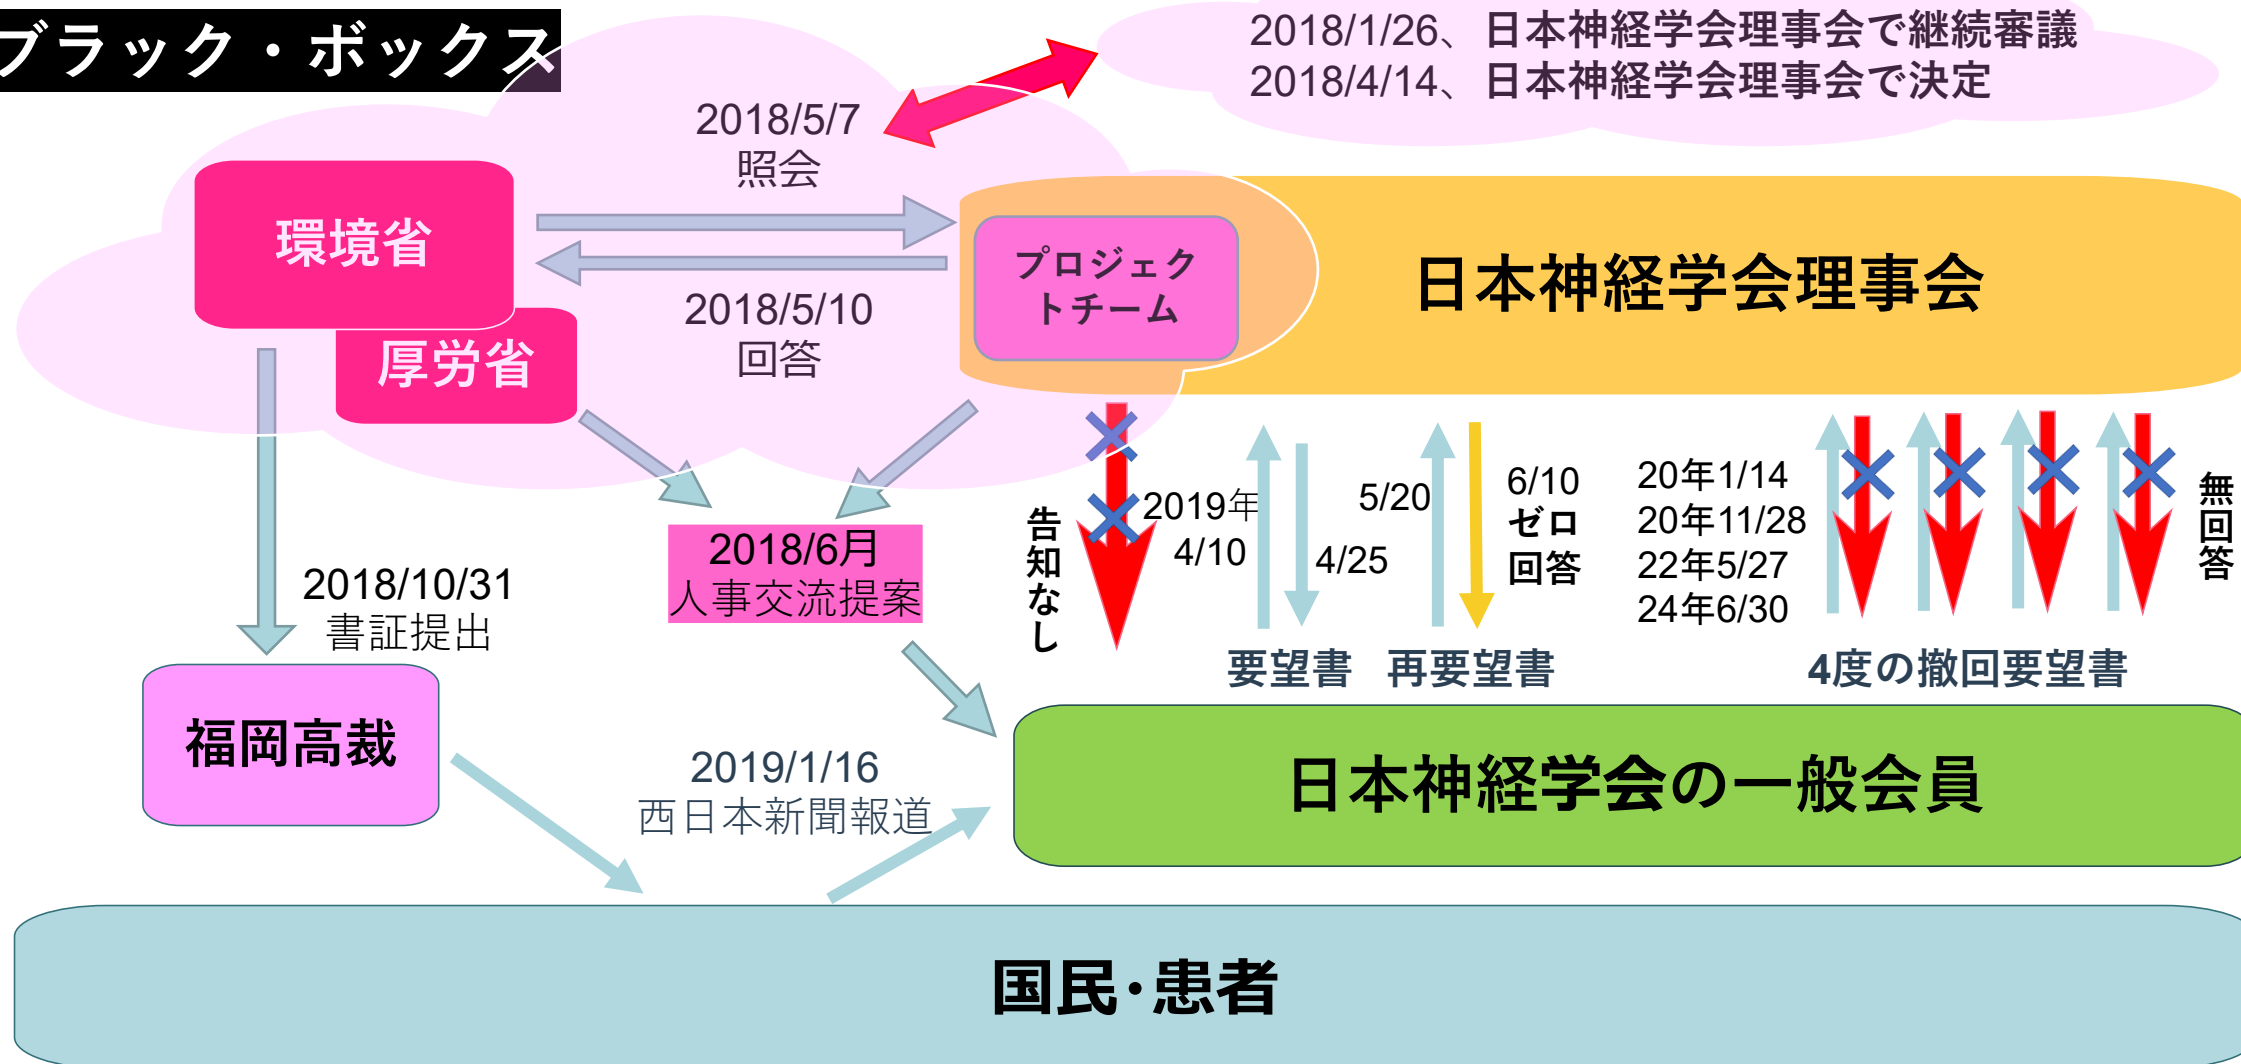 ブラック・ボックス
2018/1/26、日本神経学会理事会で継続審議
2018/4/14、日本神経学会理事会で決定
2018/5/7
照会
環境省
厚労省
2018/5/10
回答
プロジェク
トチーム
日本神経学会理事会
2018/10/31
書証提出
2018/6月
人事交流提案
告知なし
2019年
4/10
4/25
要望書
5/20
6/10
ゼロ
回答
再要望書
20年1/14
20年11/28
22年5/27
24年6/30
無回答
4度の撤回要望書
福岡高裁
2019/1/16
西日本新聞報道
日本神経学会の一般会員
国民・患者